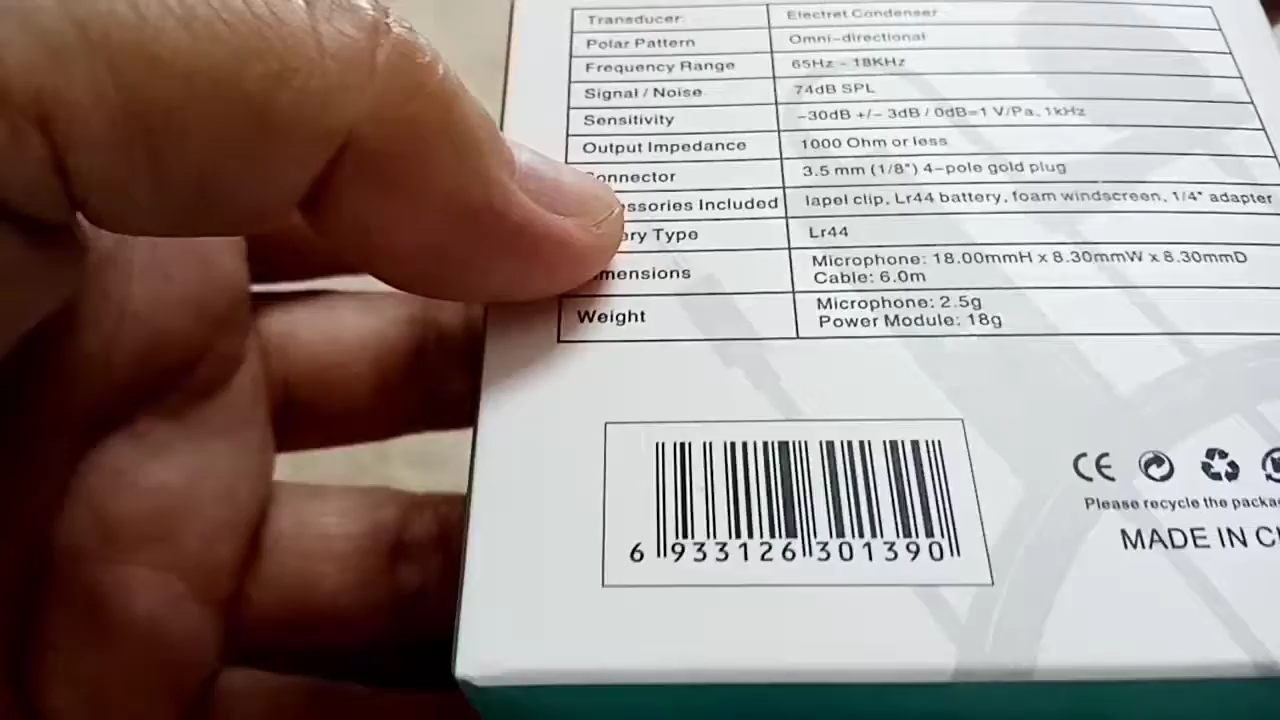 Transducer: Electret Condenser
Polar Pattern Omni-directional
Frequency Range 65Hz - 18KHz
Signal / Noise 74dB SPL
Sensitivity -30dB +/- 3dB / 0dB=1 V/Pa, 1kHz
Output Impedance 1000 Ohm or less
onnector 3.5 mm (1/8") 4-pole gold plug
ssories Included lapel clip, Lr44 battery, foam windscreen, 1/4" adapter
ery Type Lr44
mensions Microphone: 18.00mmH x 8.30mmW x 8.30mmD
Cable: 6.0m
Weight Microphone: 2.5g
Power Module: 18g
6 933126 301390
CE
Please recycle the packa
MADE IN C